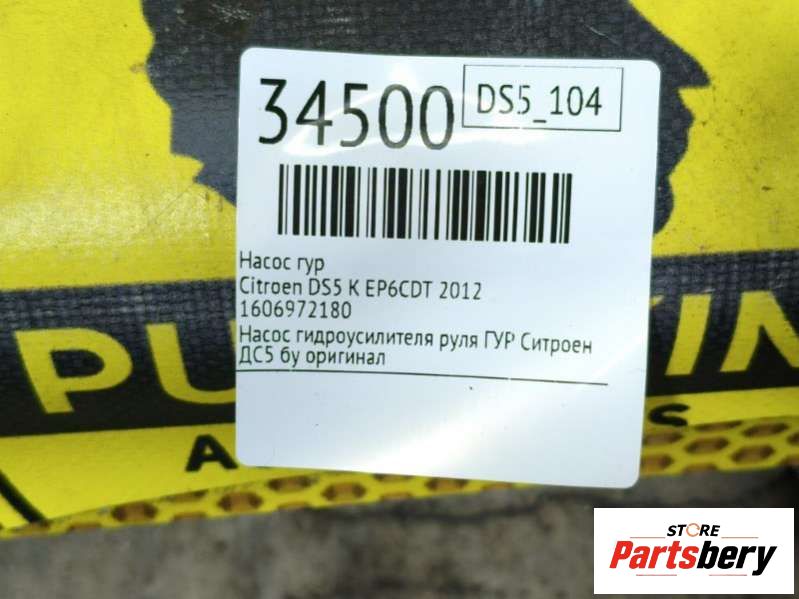 34500
DS5_104
Насос гур
Citroen DS5 K EP6CDT 2012
1606972180
Насос гидроусилителя руля ГУР Ситроен
ДС5 бу оригинал
STORE
Partsbery